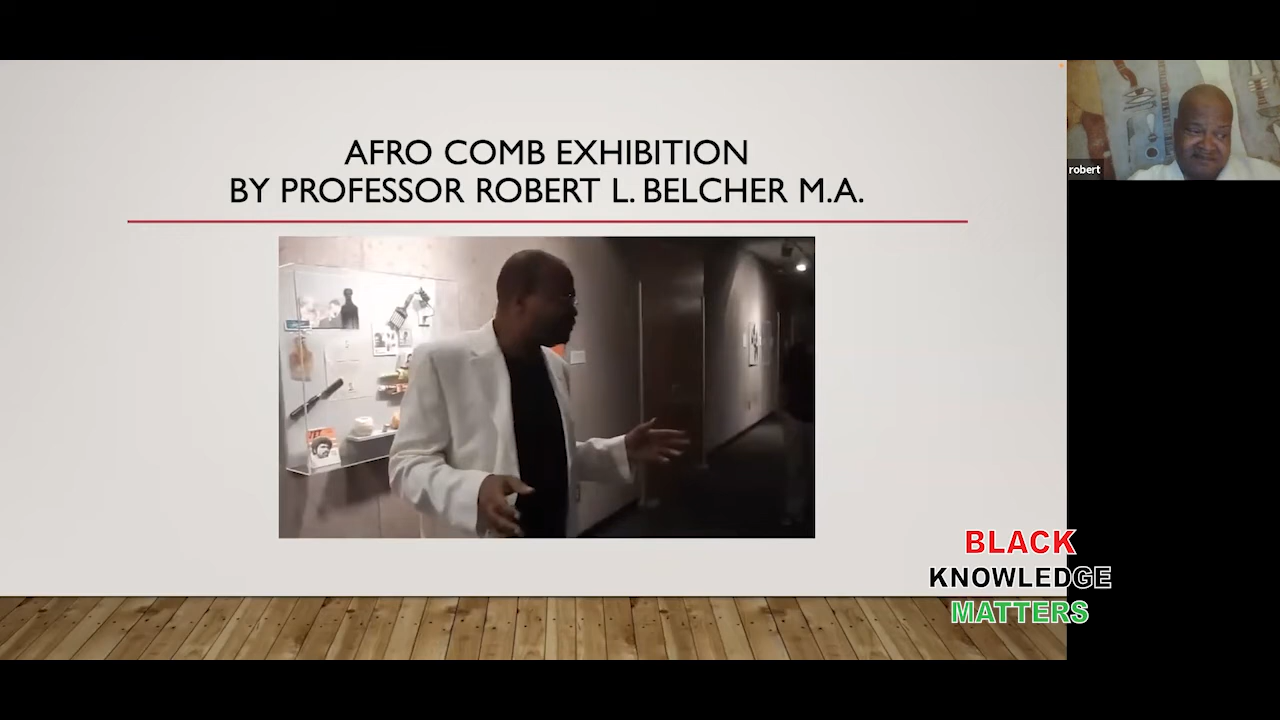 AFRO COMB EXHIBITION
BY PROFESSOR ROBERT L. BELCHER M.A.
robert
BLACK
KNOWLEDGE
MATTERS